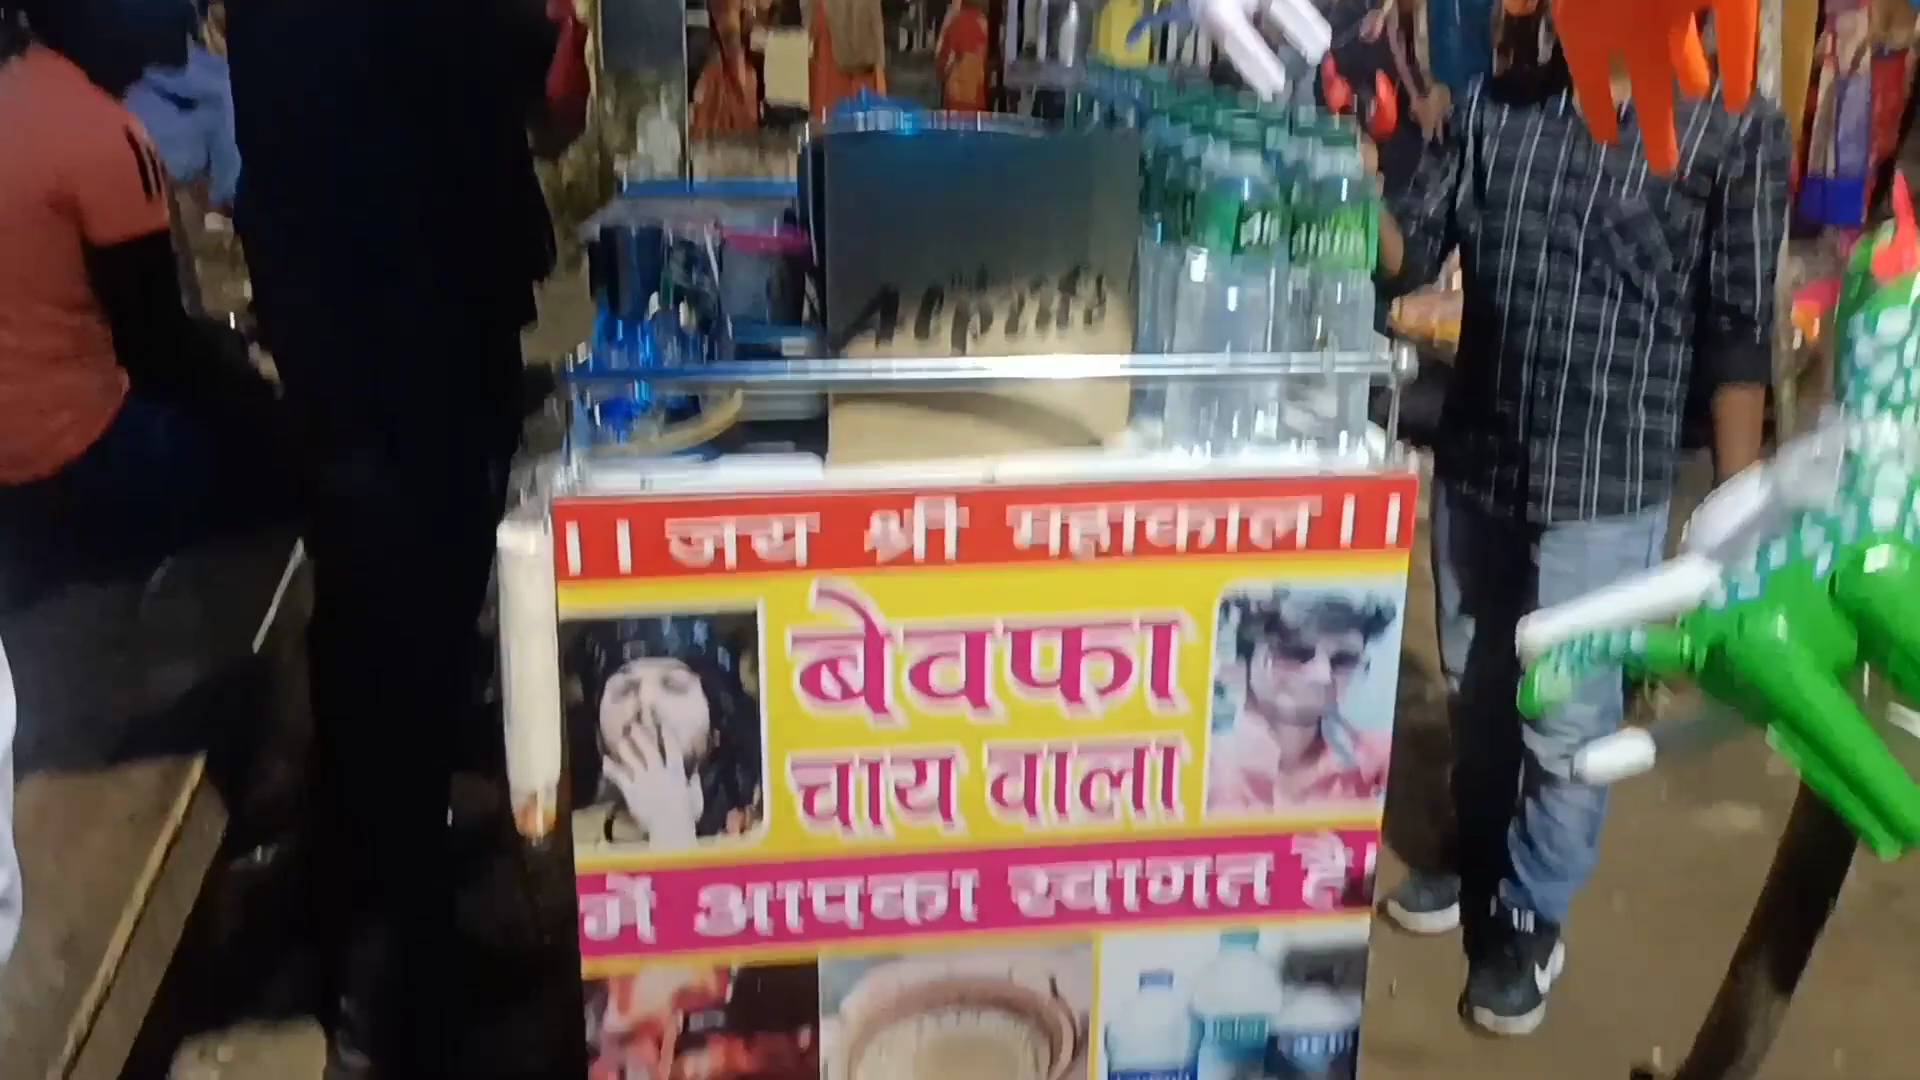 ।। जय श्री महाकाल ।।
बेवफा
चाय वाला
में आपका स्वागत है।